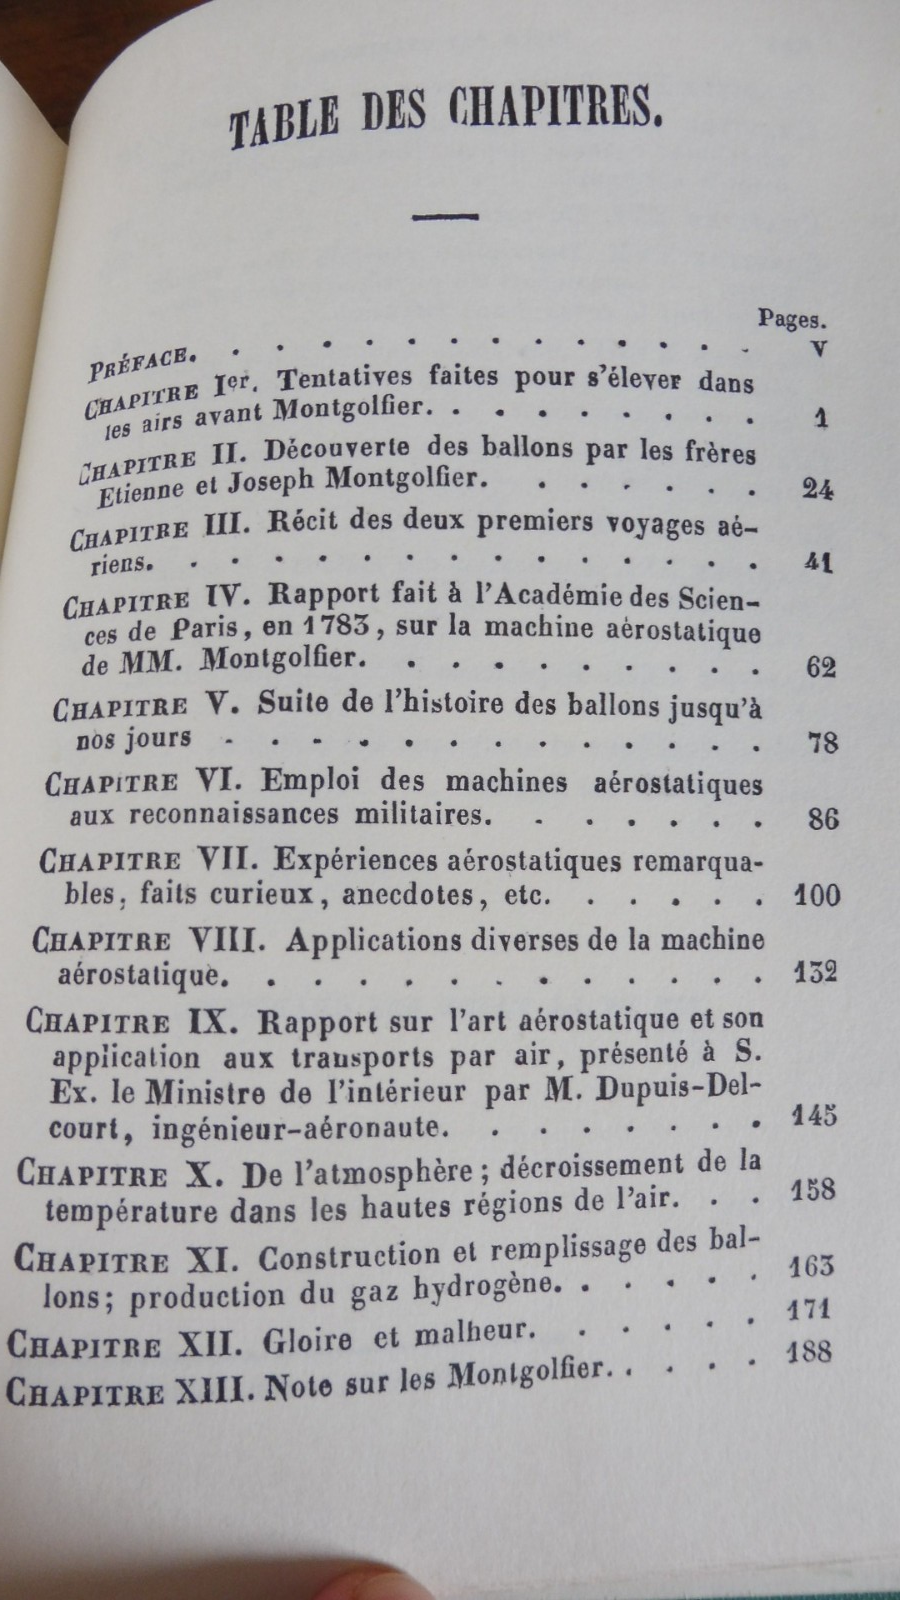 TABLE DES CHAPITRES.
Pages.
PRÉFACE. . . . . . . . . . . . . V
CHAPITRE Ier. Tentatives faites pour s'élever dans
les airs avant Montgolfier. . . . . . . . . 1
CHAPITRE II. Découverte des ballons par les frères
Etienne et Joseph Montgolfier. . . . . . . 24
CHAPITRE III. Récit des deux premiers voyages aé-
riens. . . . . . . . . . . . . . . 41
CHAPITRE IV. Rapport fait à l'Académie des Scien-
ces de Paris, en 1783, sur la machine aérostatique
de MM. Montgolfier. . . . . . . . . . 62
CHAPITRE V. Suite de l'histoire des ballons jusqu'à
nos jours . . . . . . . . . . . . . 78
CHAPITRE VI. Emploi des machines aérostatiques
aux reconnaissances militaires. . . . . . . 86
CHAPITRE VII. Expériences aérostatiques remarqua-
bles, faits curieux, anecdotes, etc. . . . . . 100
CHAPITRE VIII. Applications diverses de la machine
aérostatique. . . . . . . . . . . . 132
CHAPITRE IX. Rapport sur l'art aérostatique et son
application aux transports par air, présenté à S.
Ex. le Ministre de l'intérieur par M. Dupuis-Del-
court, ingénieur-aéronaute. . . . . . . . 145
CHAPITRE X. De l'atmosphère; décroissement de la
température dans les hautes régions de l'air. . . 158
CHAPITRE XI. Construction et remplissage des bal-
lons; production du gaz hydrogène. . . . . . 163
CHAPITRE XII. Gloire et malheur. . . . . . 171
CHAPITRE XIII. Note sur les Montgolfier. . . . . 188